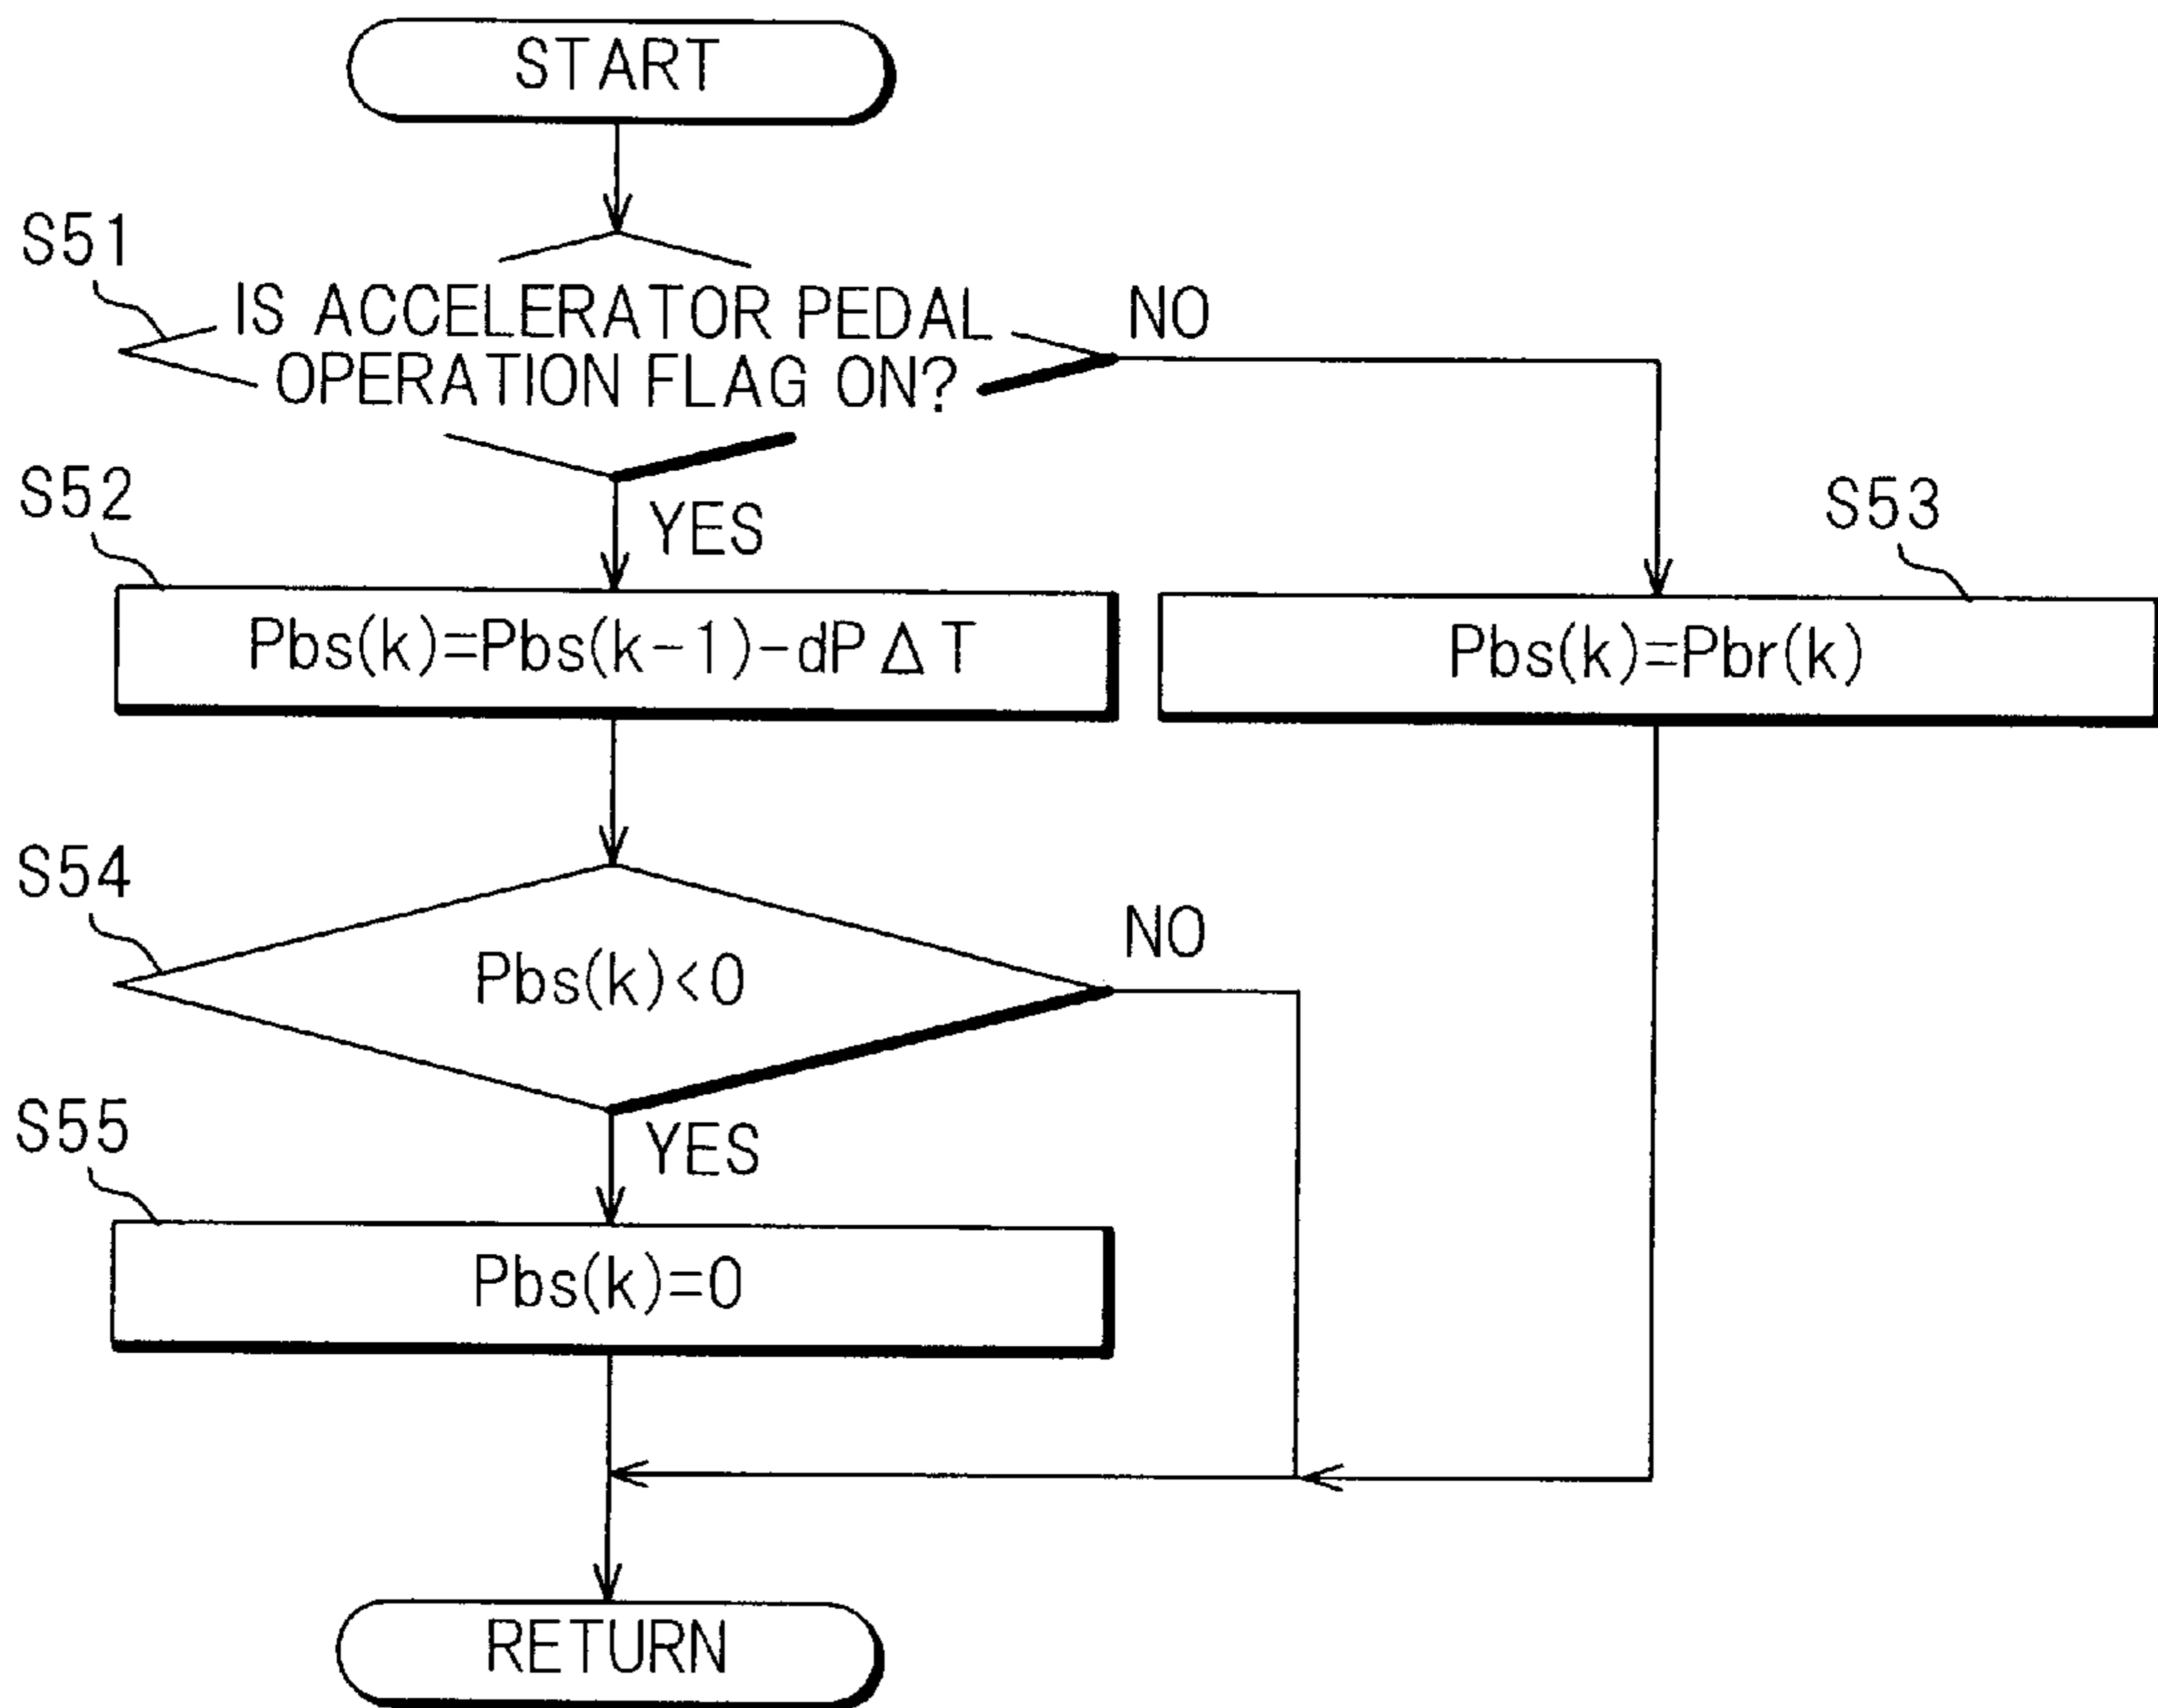 START
S51
IS ACCELERATOR PEDAL
OPERATION FLAG ON?
NO
S52
YES
S53
Pbs(k)=Pbs(k-1)-dPΔT
Pbs(k)=Pbr(k)
S54
Pbs(k)<0
NO
S55
YES
Pbs(k)=0
RETURN